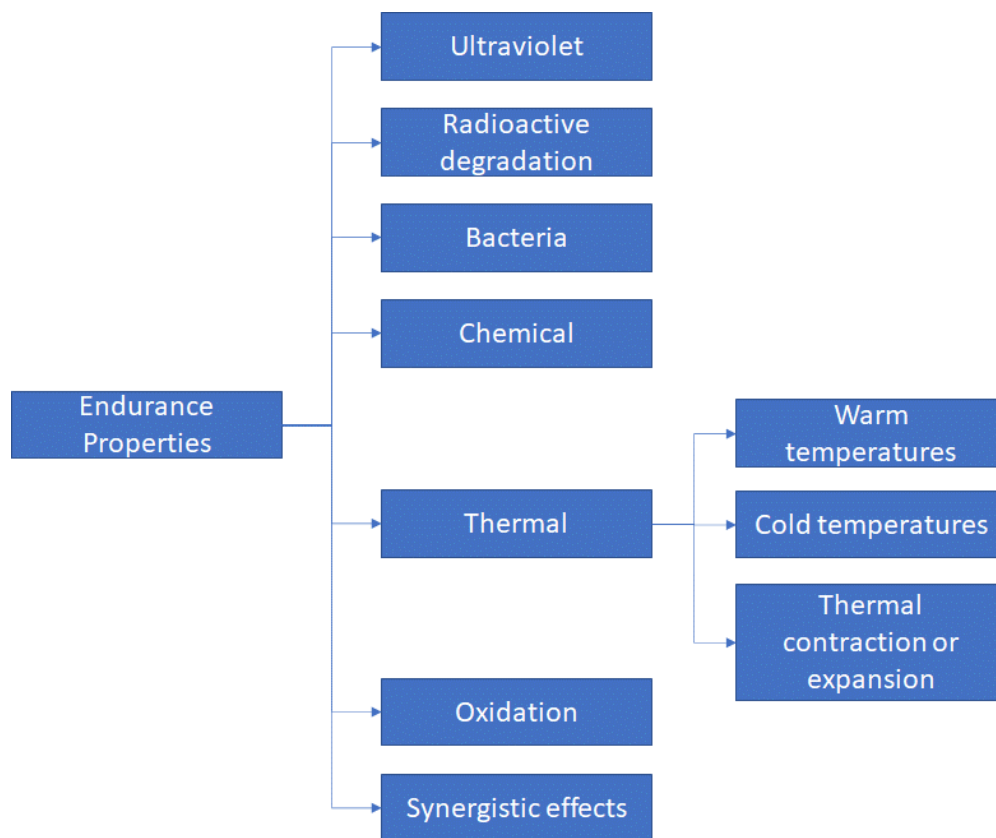 Ultraviolet
Radioactive
degradation
Bacteria
Chemical
Endurance
Properties
Warm
temperatures
Thermal
Cold temperatures
Thermal
contraction or
expansion
Oxidation
Synergistic effects